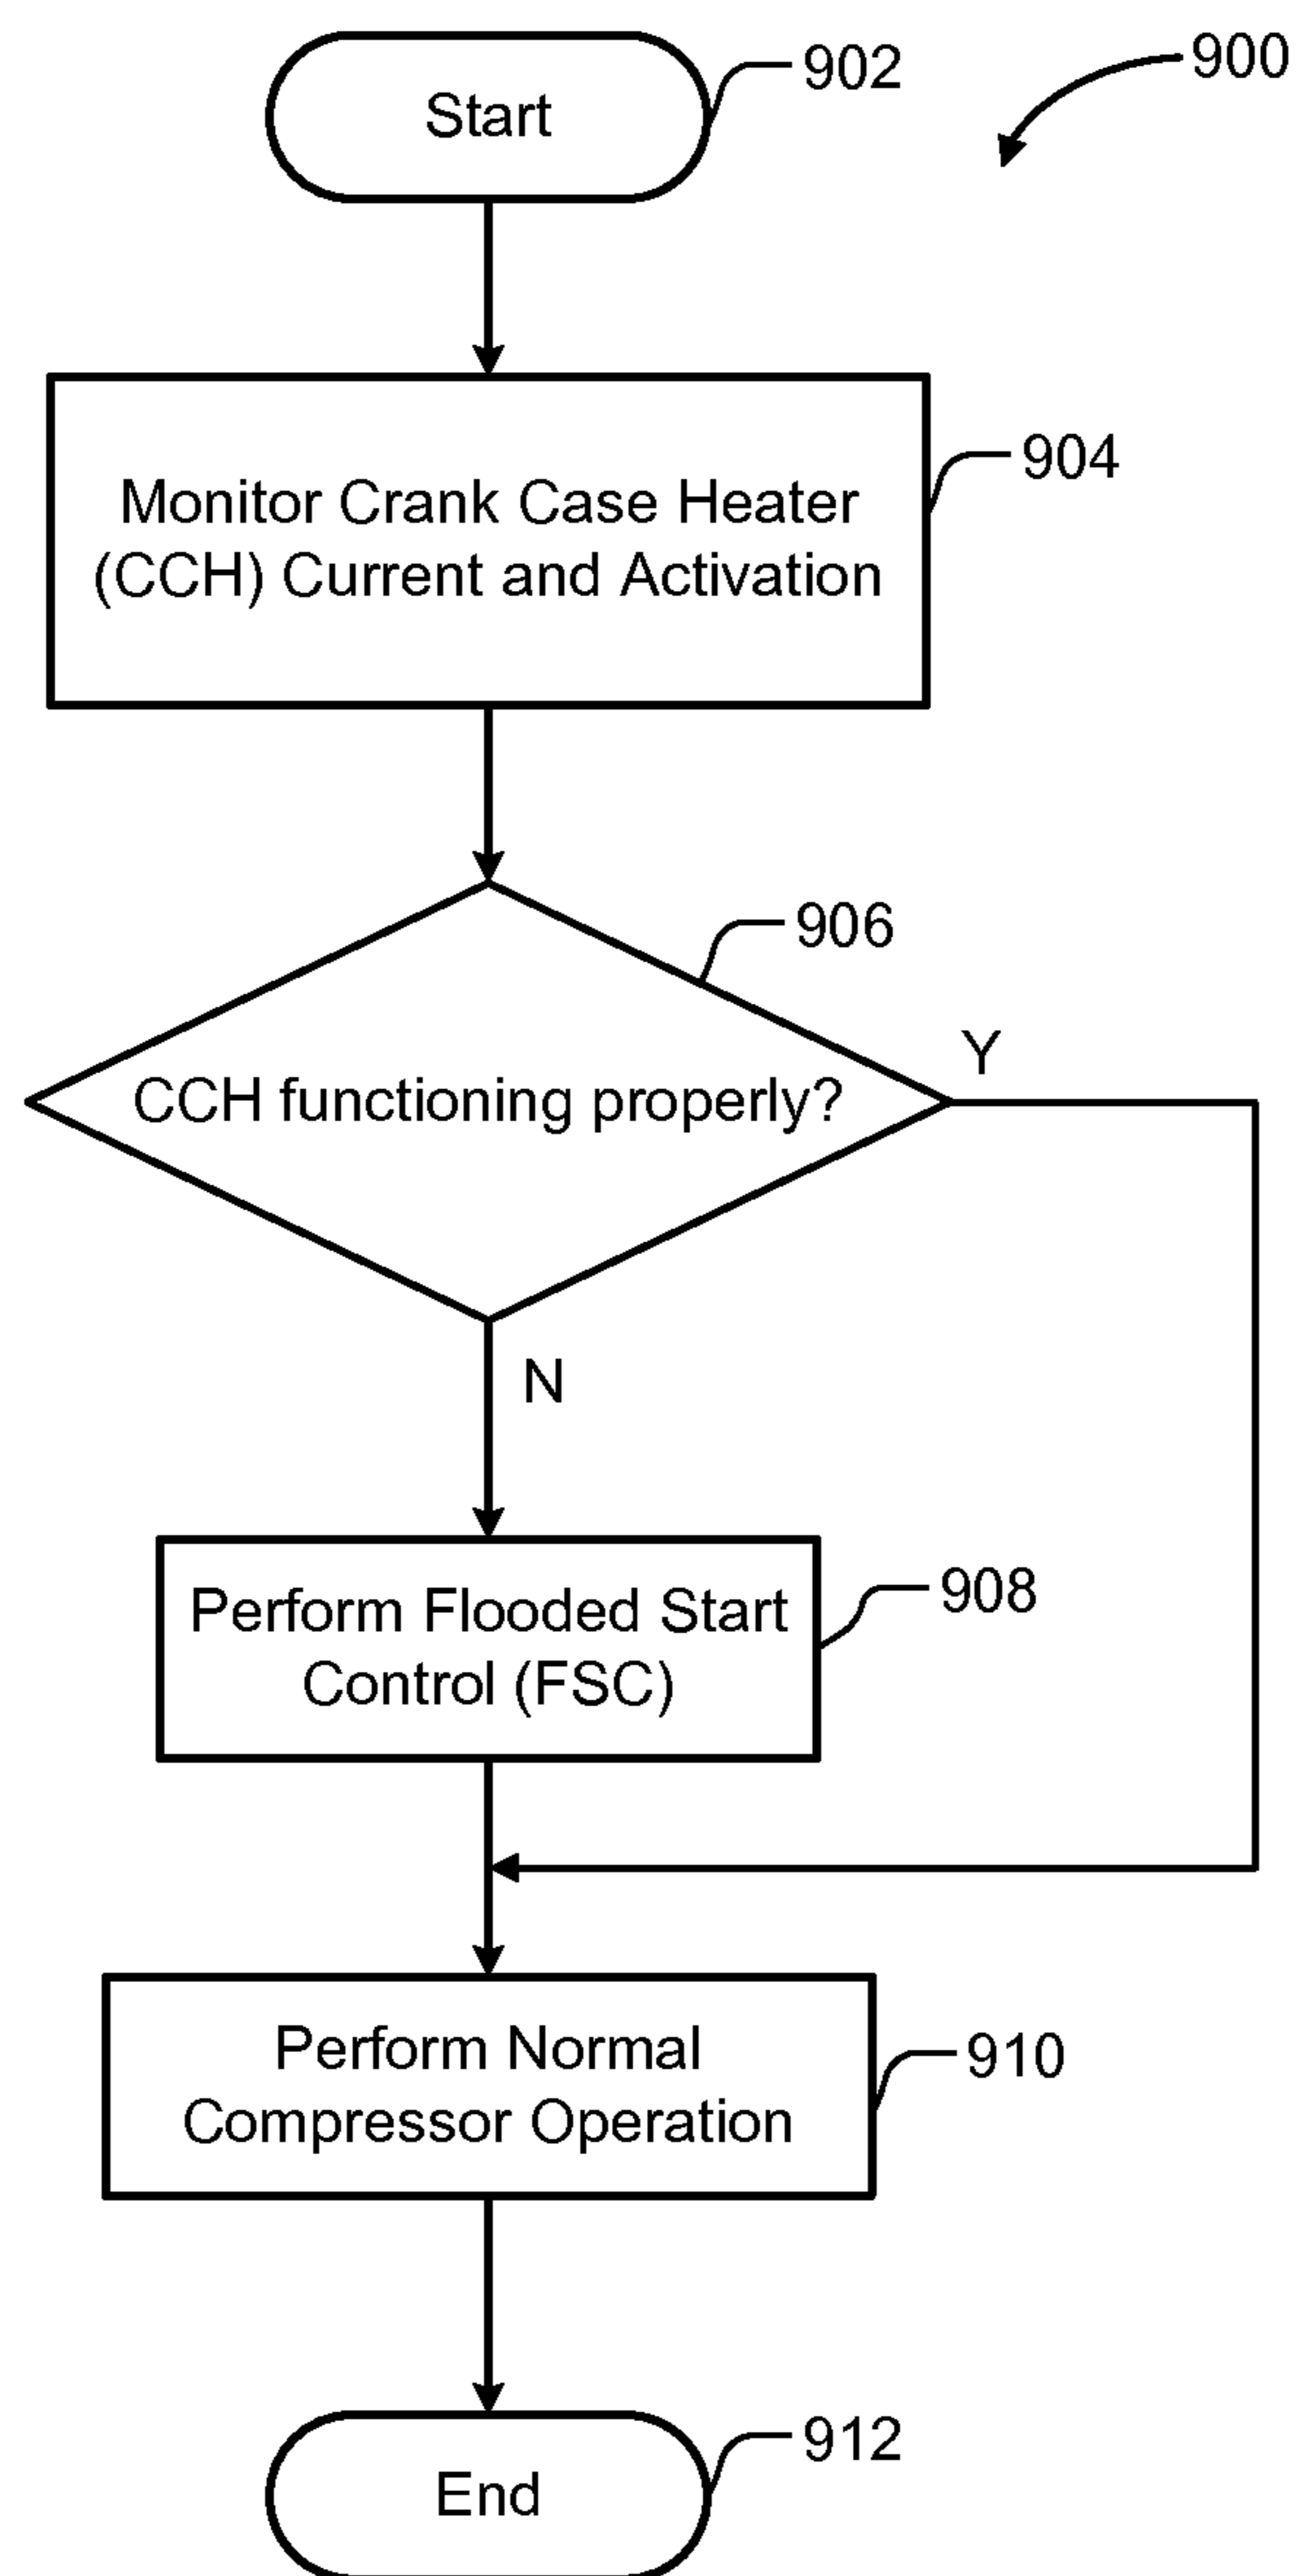 900
Start
902
Monitor Crank Case Heater
(CCH) Current and Activation
904
906
CCH functioning properly?
Y
N
Perform Flooded Start
Control (FSC)
908
Perform Normal
Compressor Operation
910
End
912